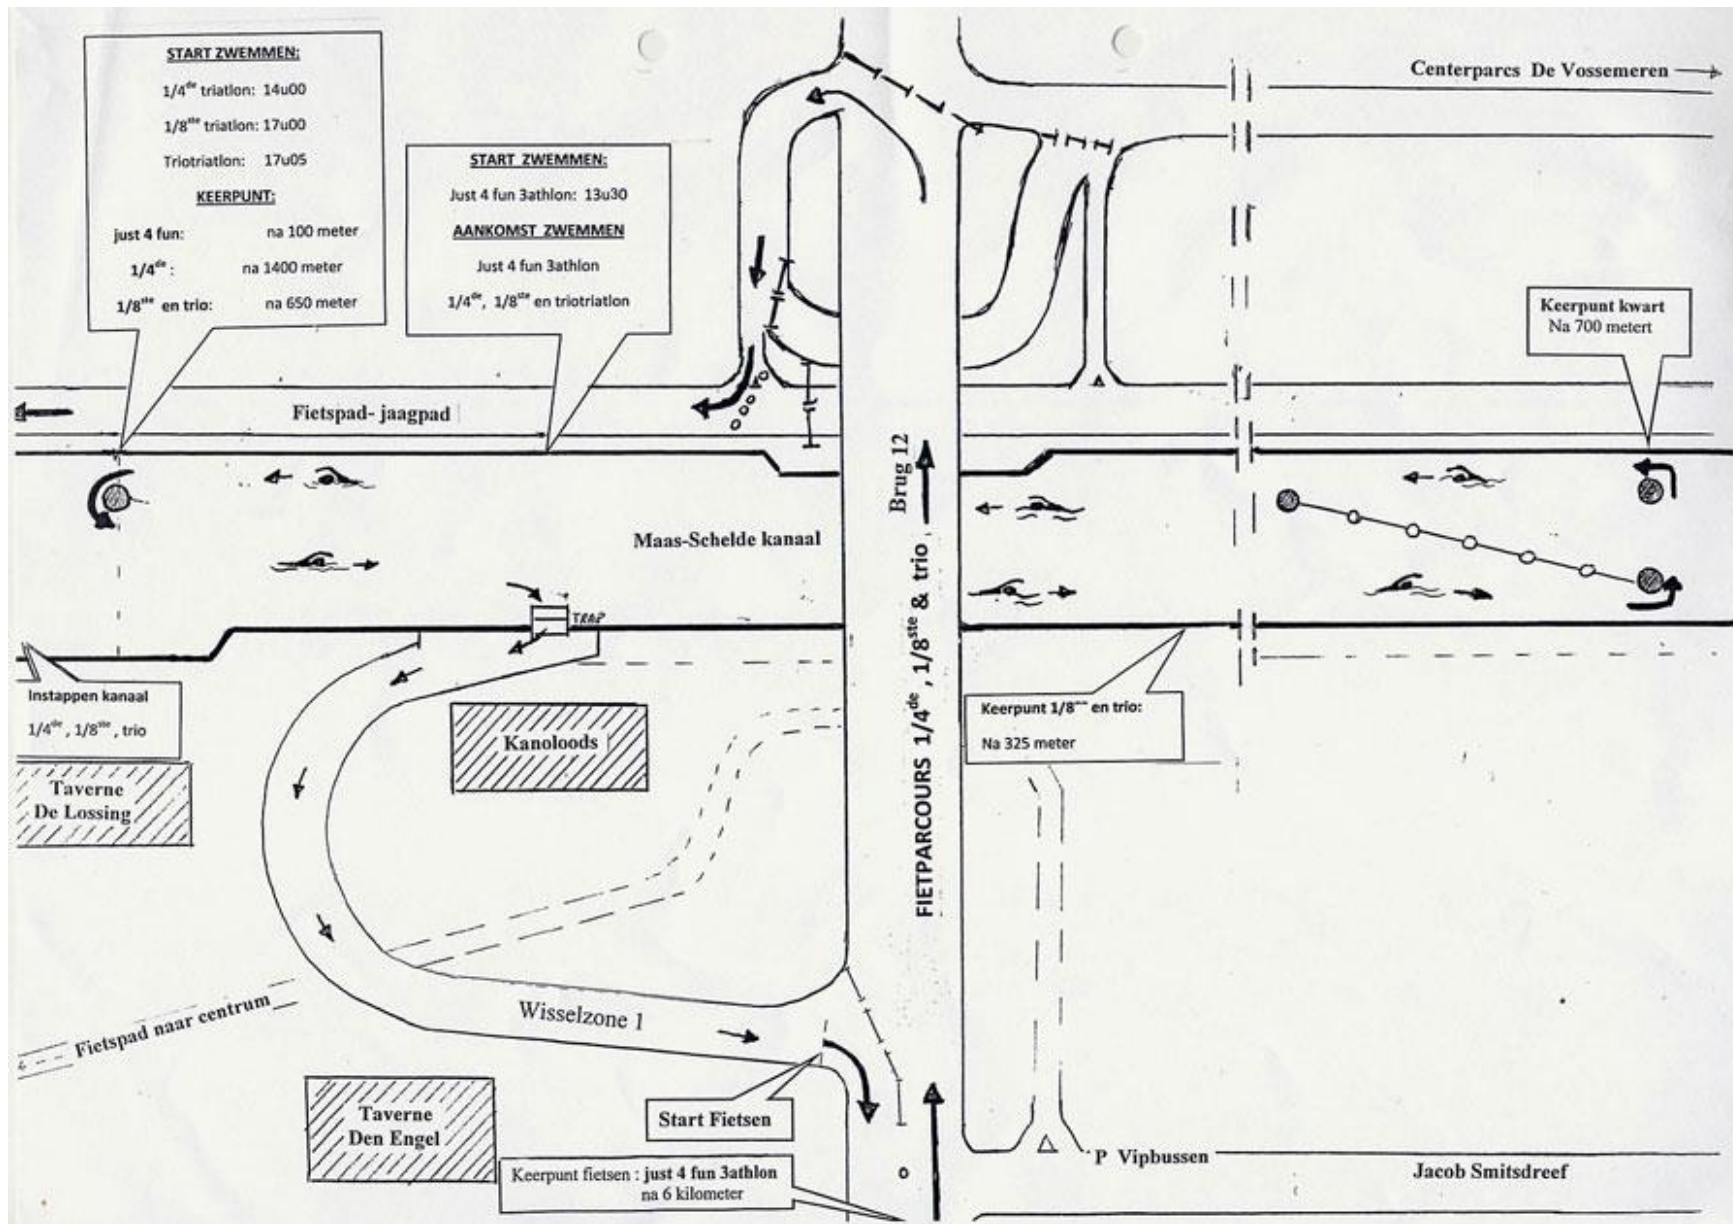 START ZWEMMEN:
1/4de triatlon: 14u00
1/8ste triatlon: 17u00
Triotriatlon: 17u05
KEERPUNT:
just 4 fun: na 100 meter
1/4de : na 1400 meter
1/8ste en trio: na 650 meter
START ZWEMMEN:
Just 4 fun 3athlon: 13u30
AANKOMST ZWEMMEN
Just 4 fun 3athlon
1/4de, 1/8ste en triotriatlon
Centerparcs De Vossemeren
Keerpunt kwart
Na 700 metert
Fietspad- jaagpad
Brug 12
Maas-Schelde kanaal
TRAP
FIETPARCOURS 1/4de , 1/8ste & trio
Instappen kanaal
1/4de , 1/8ste , trio
Keerpunt 1/8 en trio:
Na 325 meter
Kanoloods
Taverne
De Lossing
Fietspad naar centrum
Wisselzone 1
Taverne
Den Engel
Start Fietsen
Keerpunt fietsen : just 4 fun 3athlon
na 6 kilometer
P Vipbussen
Jacob Smitsdreef